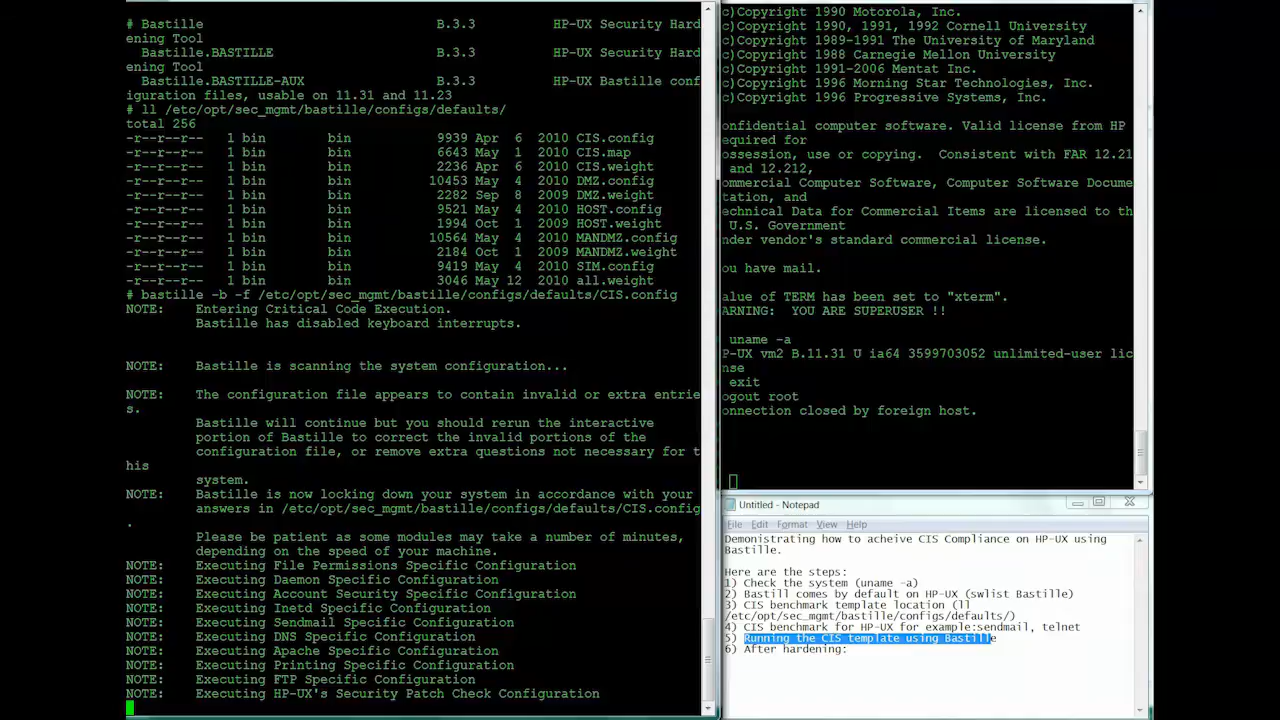 # Bastille                      B.3.3          HP-UX Security Hard
ening Tool
  Bastille.BASTILLE             B.3.3          HP-UX Security Hard
ening Tool
  Bastille.BASTILLE-AUX         B.3.3          HP-UX Bastille conf
iguration files, usable on 11.31 and 11.23
# ll /etc/opt/sec_mgmt/bastille/configs/defaults/
total 256
-r--r--r--   1 bin        bin           9939 Apr  6  2010 CIS.config
-r--r--r--   1 bin        bin           6643 May  1  2010 CIS.map
-r--r--r--   1 bin        bin           2236 Apr  6  2010 CIS.weight
-r--r--r--   1 bin        bin          10453 May  4  2010 DMZ.config
-r--r--r--   1 bin        bin           2282 Sep  8  2009 DMZ.weight
-r--r--r--   1 bin        bin           9521 May  4  2010 HOST.config
-r--r--r--   1 bin        bin           1994 Oct  1  2009 HOST.weight
-r--r--r--   1 bin        bin          10564 May  4  2010 MANDMZ.config
-r--r--r--   1 bin        bin           2184 Oct  1  2009 MANDMZ.weight
-r--r--r--   1 bin        bin           9419 May  4  2010 SIM.config
-r--r--r--   1 bin        bin           3046 May 12  2010 all.weight
# bastille -b -f /etc/opt/sec_mgmt/bastille/configs/defaults/CIS.config
NOTE:    Entering Critical Code Execution.
         Bastille has disabled keyboard interrupts.
NOTE:    Bastille is scanning the system configuration...
NOTE:    The configuration file appears to contain invalid or extra entrie
s.
         Bastille will continue but you should rerun the interactive
         portion of Bastille to correct the invalid portions of the
         configuration file, or remove extra questions not necessary for t
his
         system.
NOTE:    Bastille is now locking down your system in accordance with your
         answers in /etc/opt/sec_mgmt/bastille/configs/defaults/CIS.config
.
         Please be patient as some modules may take a number of minutes,
         depending on the speed of your machine.
NOTE:    Executing File Permissions Specific Configuration
NOTE:    Executing Daemon Specific Configuration
NOTE:    Executing Account Security Specific Configuration
NOTE:    Executing Inetd Specific Configuration
NOTE:    Executing Sendmail Specific Configuration
NOTE:    Executing DNS Specific Configuration
NOTE:    Executing Apache Specific Configuration
NOTE:    Executing Printing Specific Configuration
NOTE:    Executing FTP Specific Configuration
NOTE:    Executing HP-UX's Security Patch Check Configuration
c)Copyright 1990 Motorola, Inc.
c)Copyright 1990, 1991, 1992 Cornell University
c)Copyright 1989-1991 The University of Maryland
c)Copyright 1988 Carnegie Mellon University
c)Copyright 1991-2006 Mentat Inc.
c)Copyright 1996 Morning Star Technologies, Inc.
c)Copyright 1996 Progressive Systems, Inc.
onfidential computer software. Valid license from HP
equired for
ossession, use or copying.  Consistent with FAR 12.21
 and 12.212,
ommercial Computer Software, Computer Software Docume
tation, and
echnical Data for Commercial Items are licensed to th
 U.S. Government
nder vendor's standard commercial license.
ou have mail.
alue of TERM has been set to "xterm".
ARNING:  YOU ARE SUPERUSER !!
 uname -a
P-UX vm2 B.11.31 U ia64 3599703052 unlimited-user lic
nse
 exit
ogout root
onnection closed by foreign host.
Untitled - Notepad
File Edit Format View Help
Demonstrating how to acheive CIS Compliance on HP-UX using
Bastille.
Here are the steps:
1) Check the system (uname -a)
2) Bastill comes by default on HP-UX (swlist Bastille)
3) CIS benchmark template location (ll
/etc/opt/sec_mgmt/bastille/configs/defaults/)
4) CIS benchmark for HP-UX for example:sendmail, telnet
5) Running the CIS template using Bastille
6) After hardening: